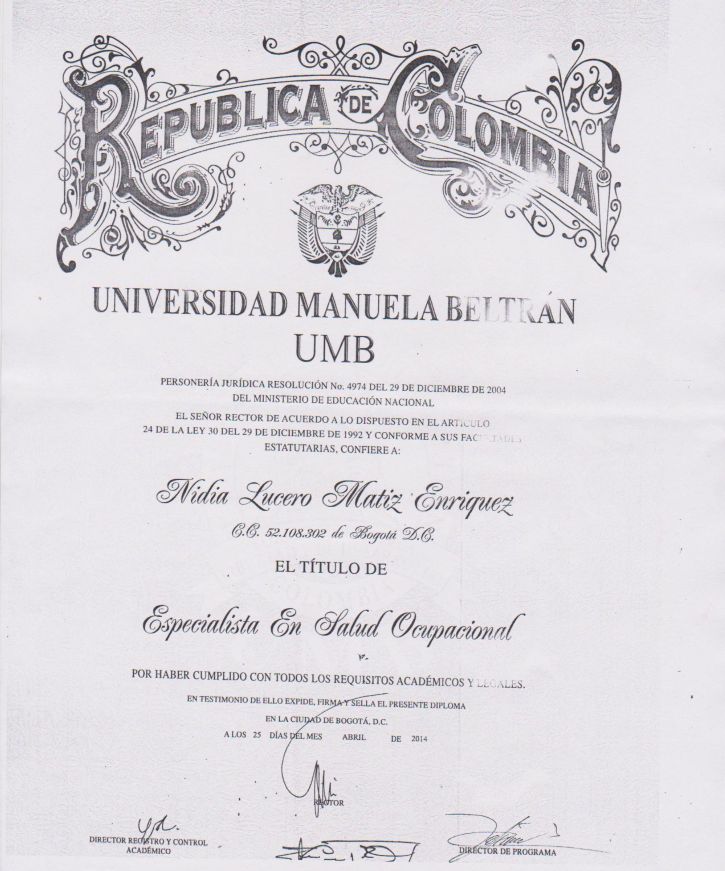 REPUBLICA DE COLOMBIA
UNIVERSIDAD MANUELA BELTRÁN
UMB
PERSONERÍA JURÍDICA RESOLUCIÓN No. 4974 DEL 29 DE DICIEMBRE DE 2004
DEL MINISTERIO DE EDUCACIÓN NACIONAL
EL SEÑOR RECTOR DE ACUERDO A LO DISPUESTO EN EL ARTICULO
24 DE LA LEY 30 DEL 29 DE DICIEMBRE DE 1992 Y CONFORME A SUS FACULTADES
ESTATUTARIAS, CONFIERE A:
Nidia Lucero Matiz Enriquez
C.C. 52.108.302 de Bogotá D.C.
EL TÍTULO DE
Especialista En Salud Ocupacional
POR HABER CUMPLIDO CON TODOS LOS REQUISITOS ACADÉMICOS Y LEGALES.
EN TESTIMONIO DE ELLO EXPIDE, FIRMA Y SELLA EL PRESENTE DIPLOMA
EN LA CIUDAD DE BOGOTÁ, D.C.
A LOS 25 DÍAS DEL MES ABRIL DE 2014
RECTOR
DIRECTOR REGISTRO Y CONTROL
ACADÉMICO
DIRECTOR DE PROGRAMA